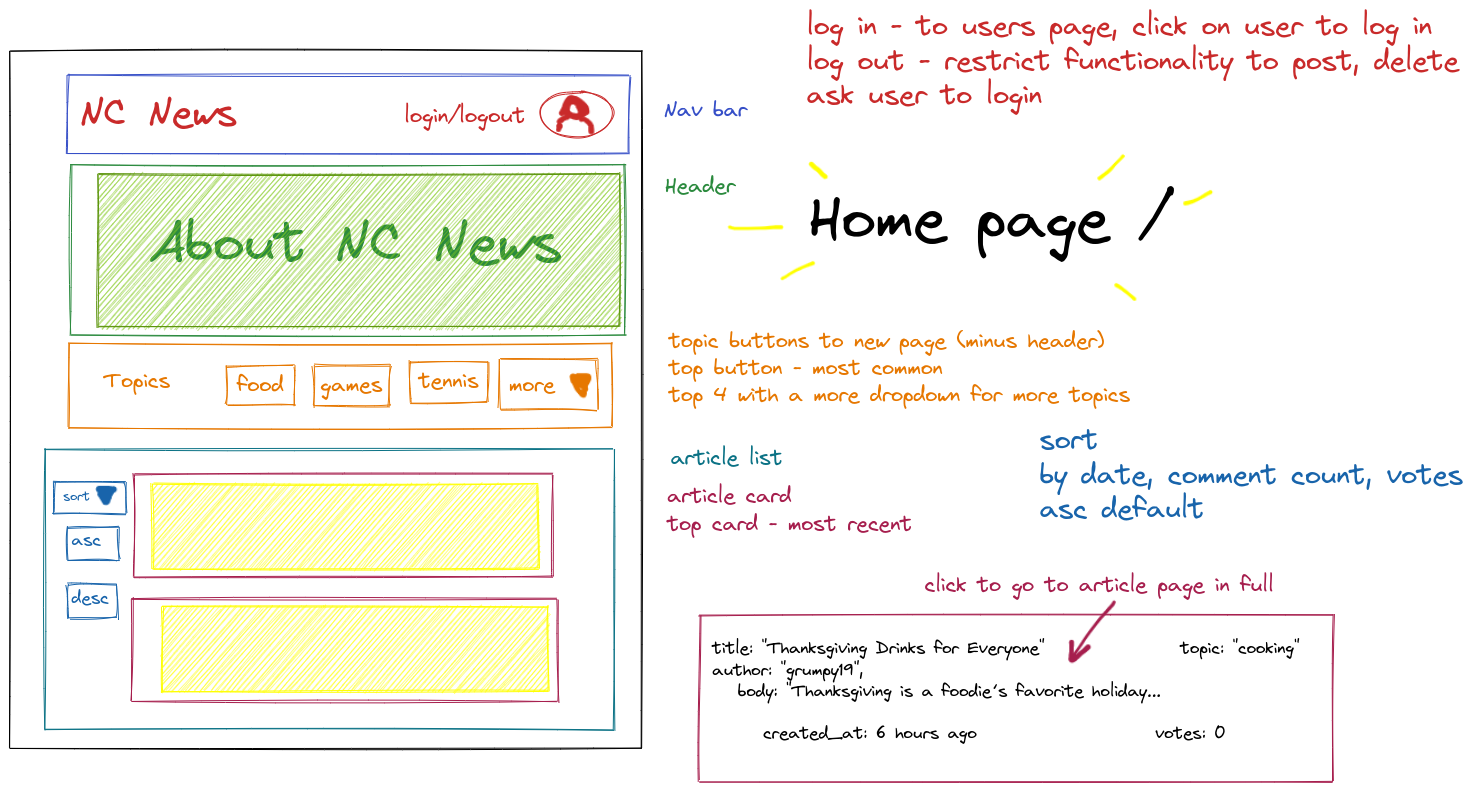 log in - to users page, click on user to log in
log out - restrict functionality to post, delete
ask user to login
NC News
login/logout
Nav bar
Header
About NC News
Home page /
topic buttons to new page (minus header)
top button - most common
top 4 with a more dropdown for more topics
Topics
food
games
tennis
more
article list
article card
top card - most recent
sort
by date, comment count, votes
asc default
sort
asc
desc
click to go to article page in full
title: "Thanksgiving Drinks for Everyone"
topic: "cooking"
author: "grumpy19",
body: "Thanksgiving is a foodie's favorite holiday...
created_at: 6 hours ago
votes: 0